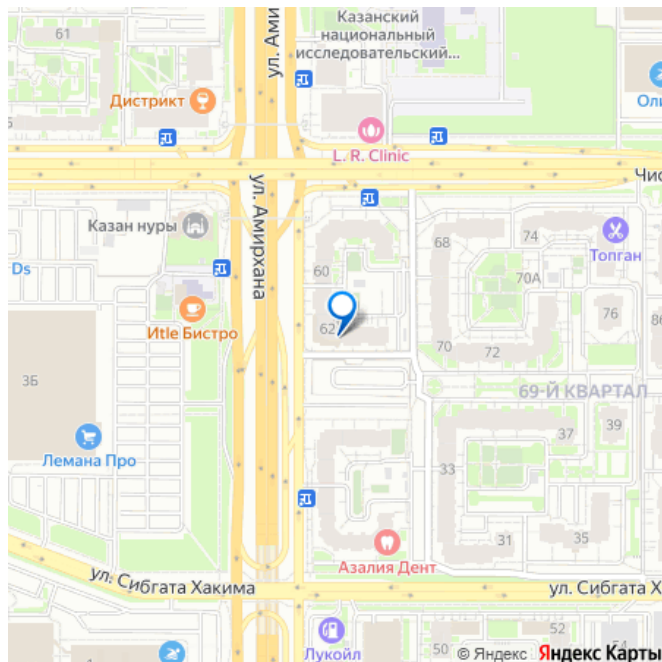 61
ул. Ами
Казанский
национальный
исследовательский...
Дистрикт
Оли
L. R. Clinic
Чис
ул. Амирхана
Казан нуры
68
74
Топган
60
70А
Ds
Itle Бистро
62
76
86
70
72
3Б
69-Й КВАРТАЛ
39
37
Лемана Про
33
35
31
Азалия Дент
ул. Сибгата Хакима
ул. Сибгата Х
Лукойл
50
52
54
© Яндекс Яндекс Карты